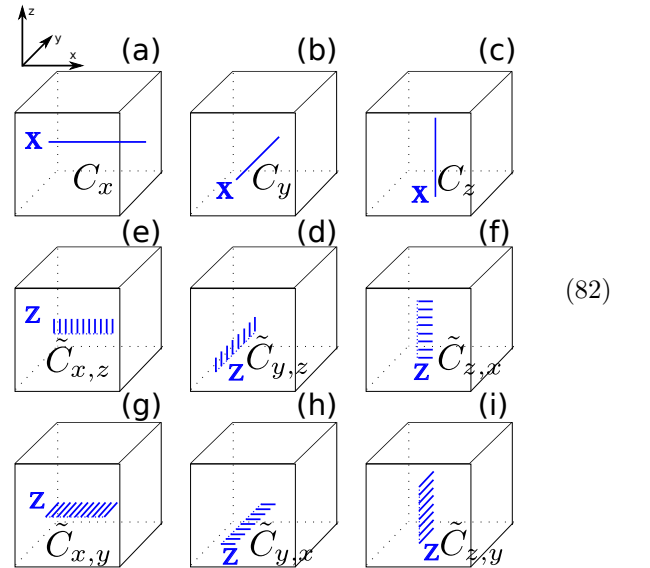 z
y
x
(a) (b) (c)
X C_x X C_y X C_z
(e) (d) (f)
Z C̃_{x,z} Z C̃_{y,z} Z C̃_{z,x}
(82)
(g) (h) (i)
Z C̃_{x,y} Z C̃_{y,x} Z C̃_{z,y}